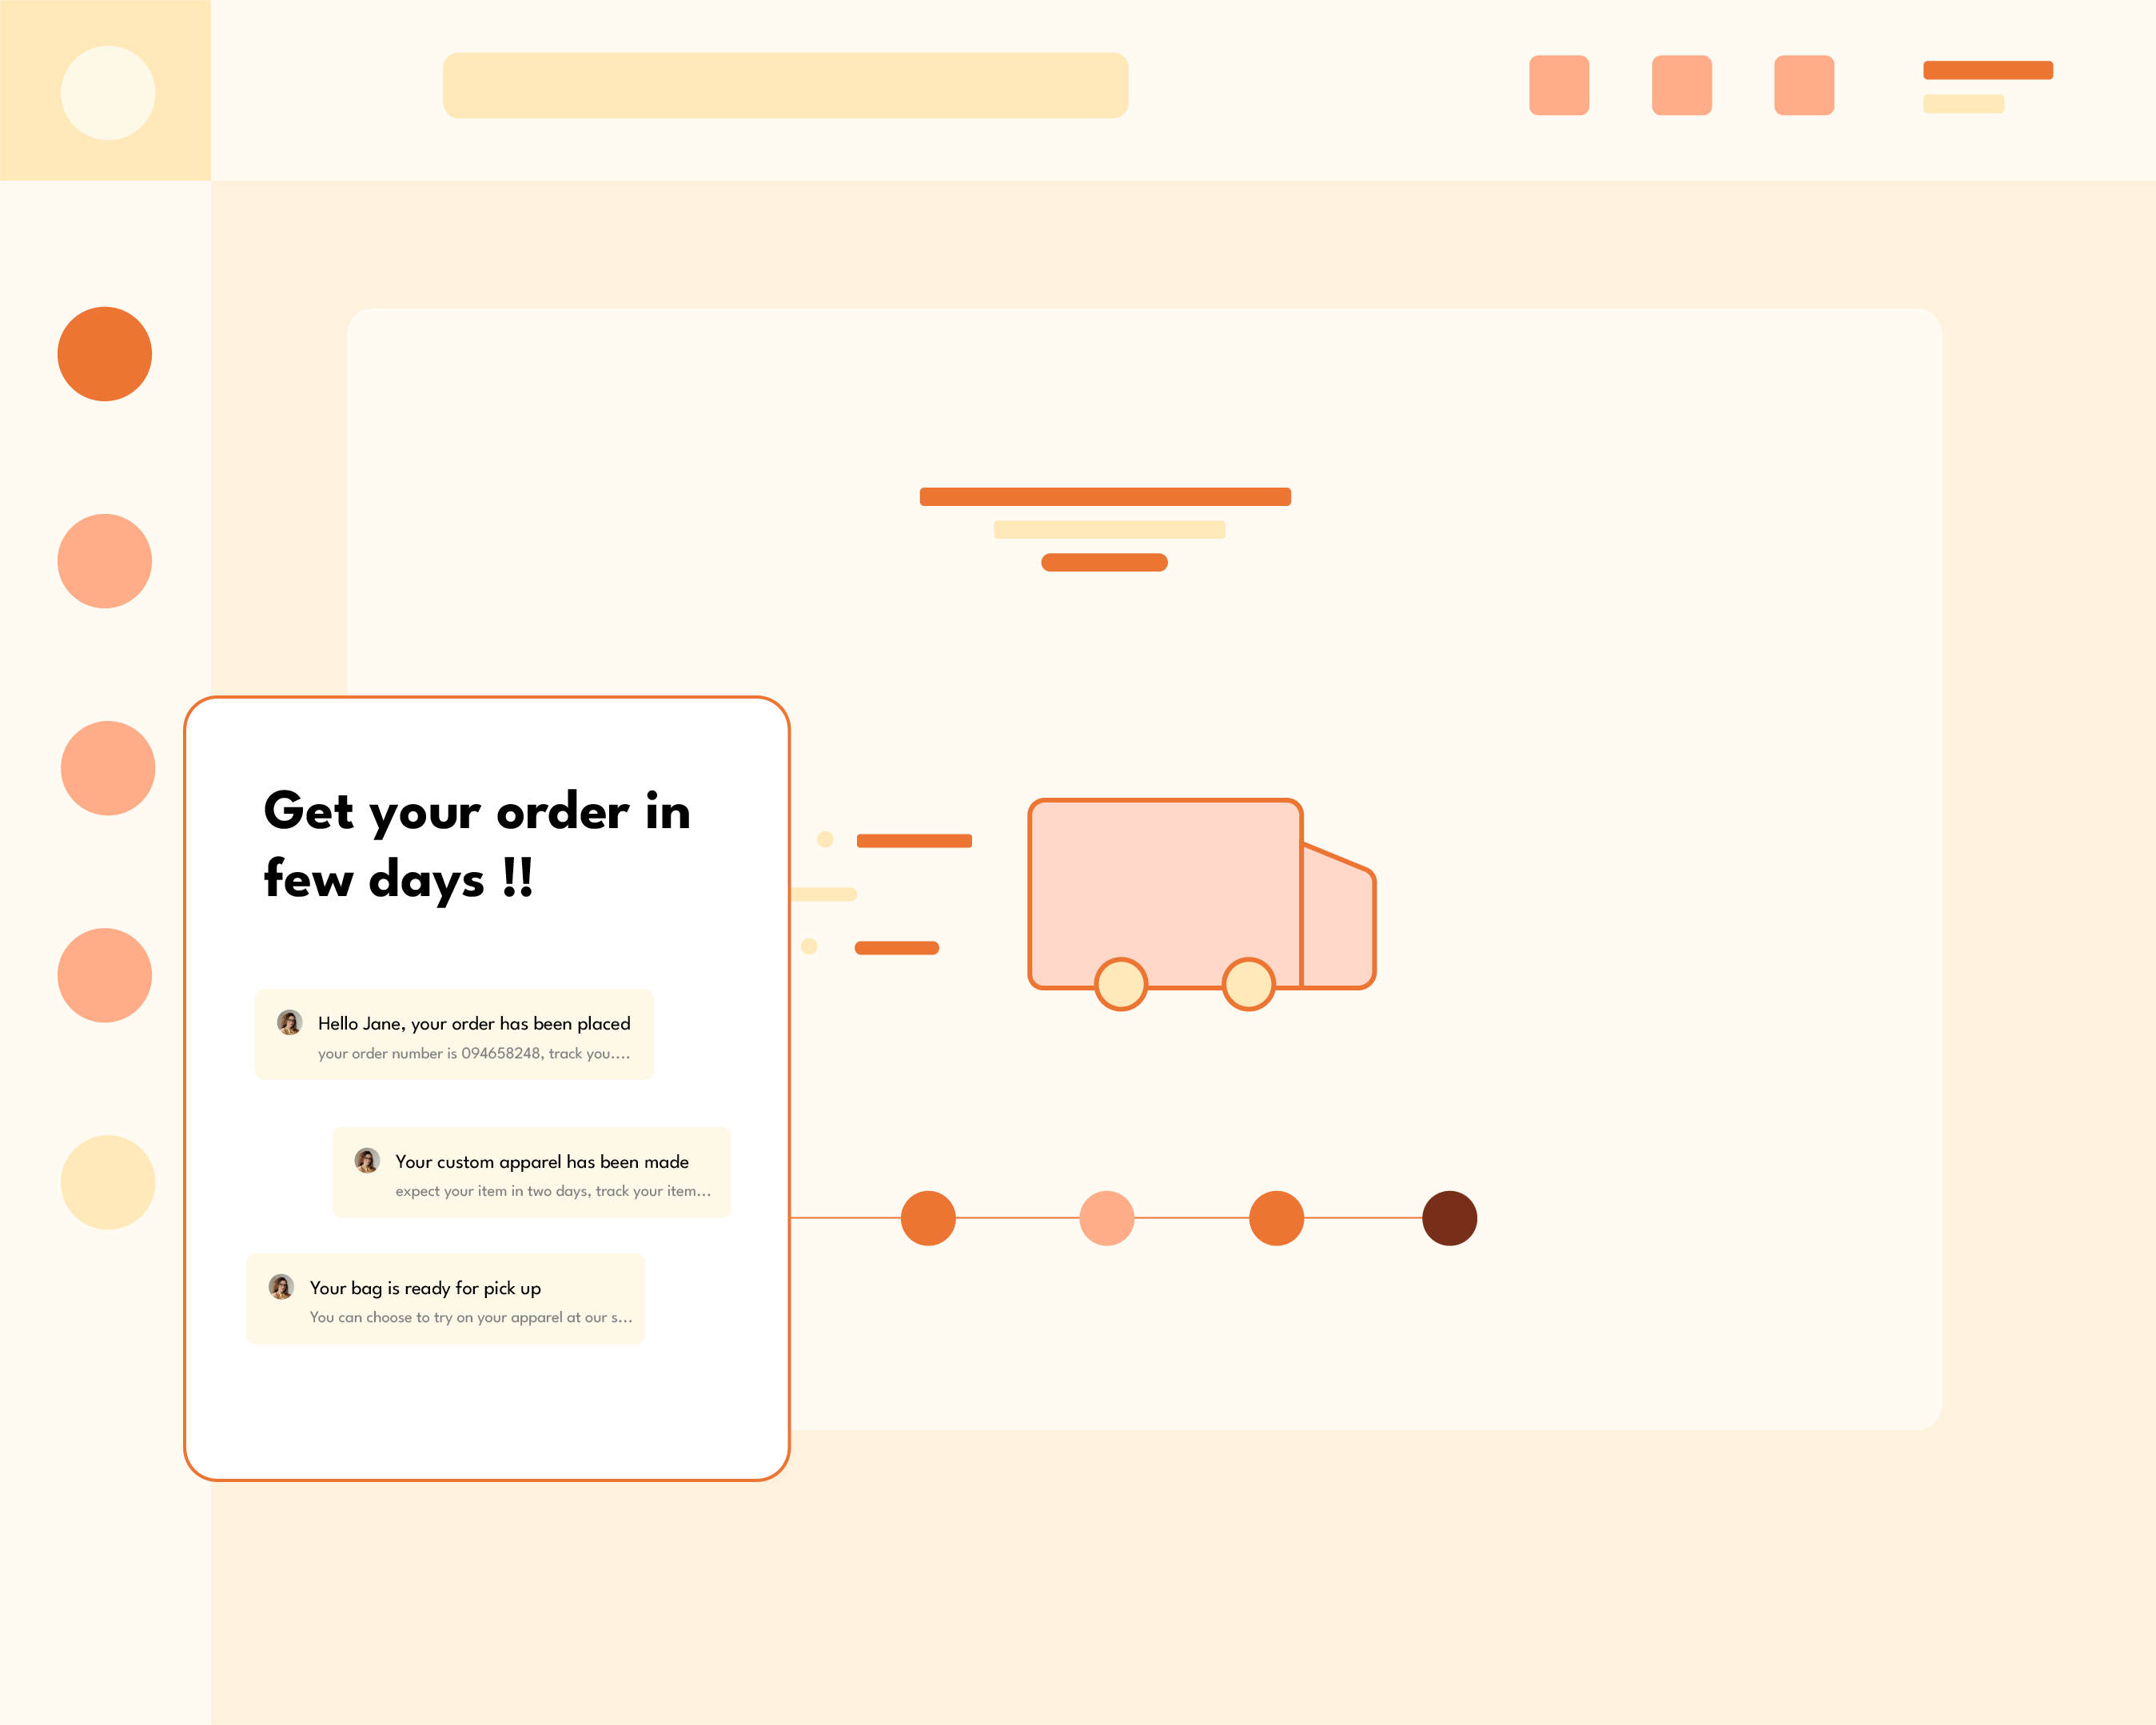 Get your order in
few days !!
Hello Jane, your order has been placed
your order number is 094658248, track you....
Your custom apparel has been made
expect your item in two days, track your item...
Your bag is ready for pick up
You can choose to try on your apparel at our s...